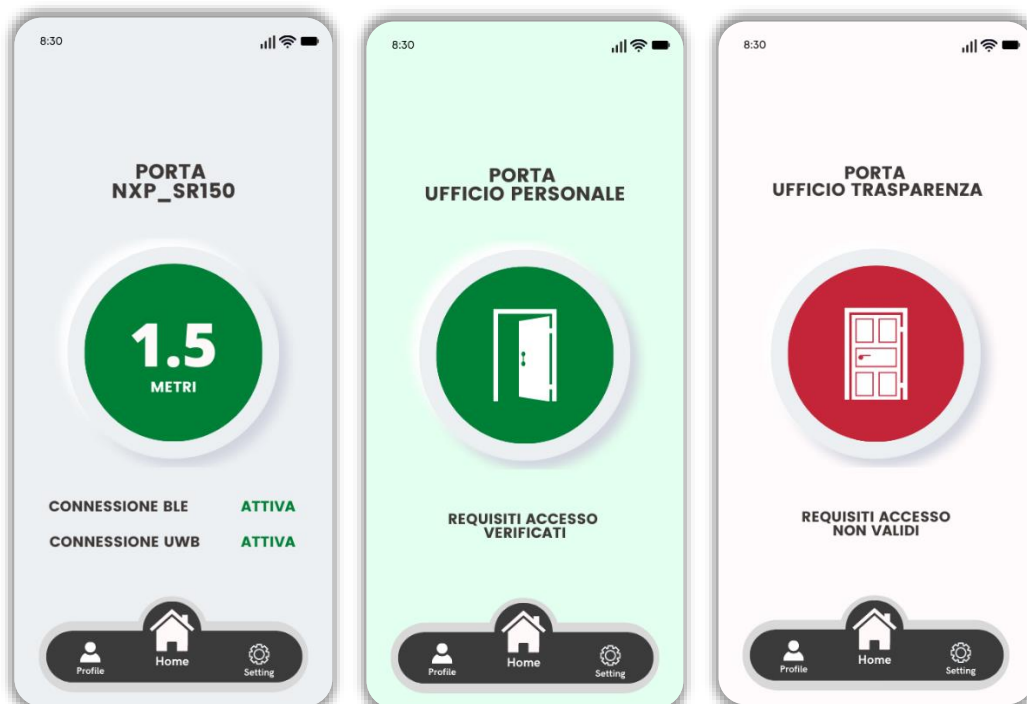 8:30
PORTA
NXP_SR150
1.5
METRI
CONNESSIONE BLE ATTIVA
CONNESSIONE UWB ATTIVA
Profile Home Setting
8:30
PORTA
UFFICIO PERSONALE
REQUISITI ACCESSO
VERIFICATI
Profile Home Setting
8:30
PORTA
UFFICIO TRASPARENZA
REQUISITI ACCESSO
NON VALIDI
Profile Home Setting